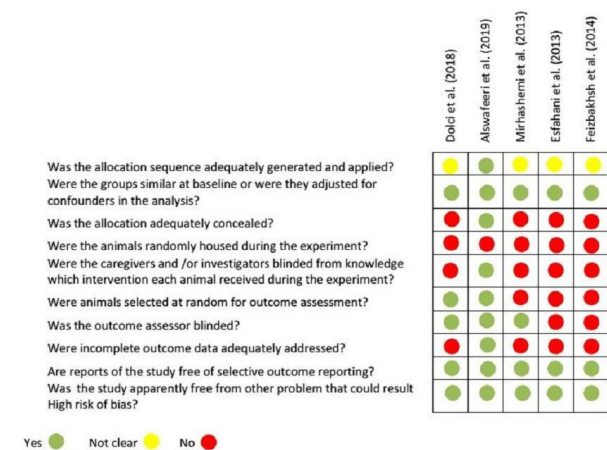 Dolci et al. (2018)
Alswafeeri et al. (2019)
Mirhashemi et al. (2013)
Esfahani et al. (2013)
Feizbakhsh et al. (2014)
Was the allocation sequence adequately generated and applied?
Were the groups similar at baseline or were they adjusted for
confounders in the analysis?
Was the allocation adequately concealed?
Were the animals randomly housed during the experiment?
Were the caregivers and /or investigators blinded from knowledge
which intervention each animal received during the experiment?
Were animals selected at random for outcome assessment?
Was the outcome assessor blinded?
Were incomplete outcome data adequately addressed?
Are reports of the study free of selective outcome reporting?
Was the study apparently free from other problem that could result
High risk of bias?
Yes Not clear No